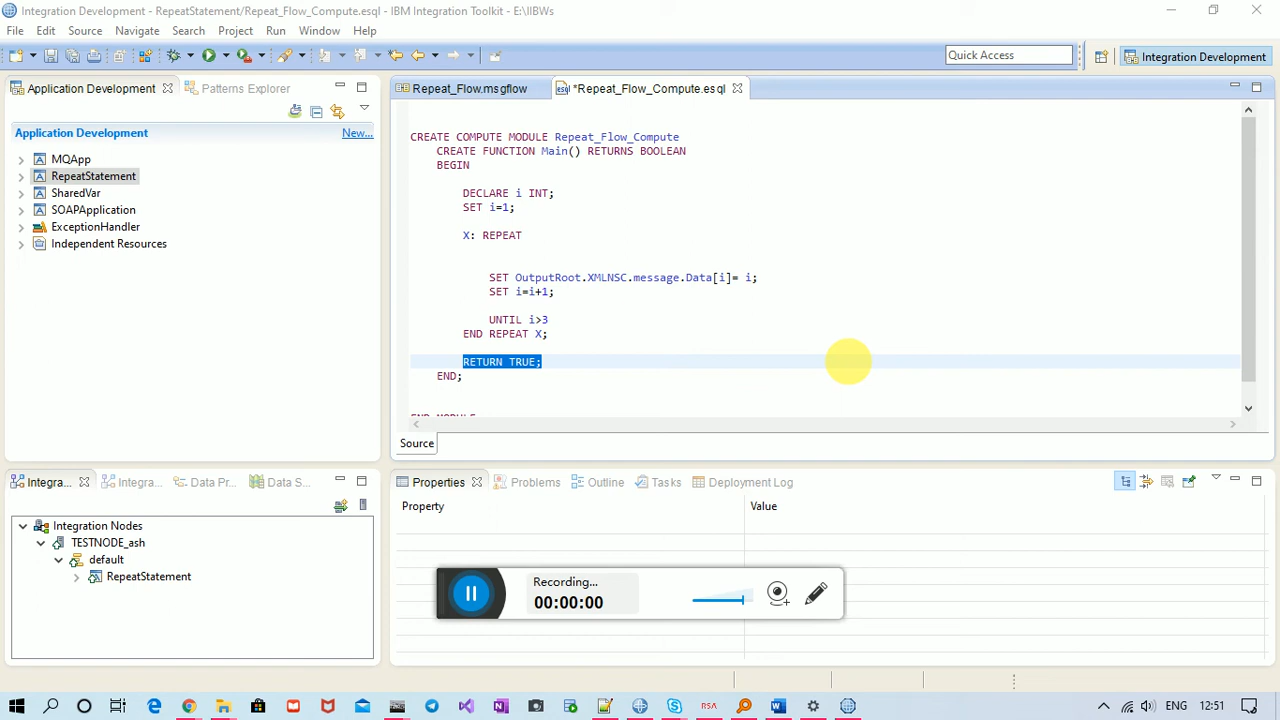 Integration Development - RepeatStatement/Repeat_Flow_Compute.esql - IBM Integration Toolkit - E:\IIBWs
File Edit Source Navigate Search Project Run Window Help
Quick Access
Integration Development
Application Development
Patterns Explorer
Repeat_Flow.msgflow
*Repeat_Flow_Compute.esql
Application Development
New...
MQApp
RepeatStatement
SharedVar
SOAPApplication
ExceptionHandler
Independent Resources
CREATE COMPUTE MODULE Repeat_Flow_Compute
CREATE FUNCTION Main() RETURNS BOOLEAN
BEGIN
DECLARE i INT;
SET i=1;
X: REPEAT
SET OutputRoot.XMLNSC.message.Data[i]= i;
SET i=i+1;
UNTIL i>3
END REPEAT X;
RETURN TRUE;
END;
END MODULE
Source
Integra...
Integra...
Data Pr...
Data S...
Integration Nodes
TESTNODE_ash
default
RepeatStatement
Properties
Problems
Outline
Tasks
Deployment Log
Property
Value
Recording...
00:00:00
RSA
ENG
12:51